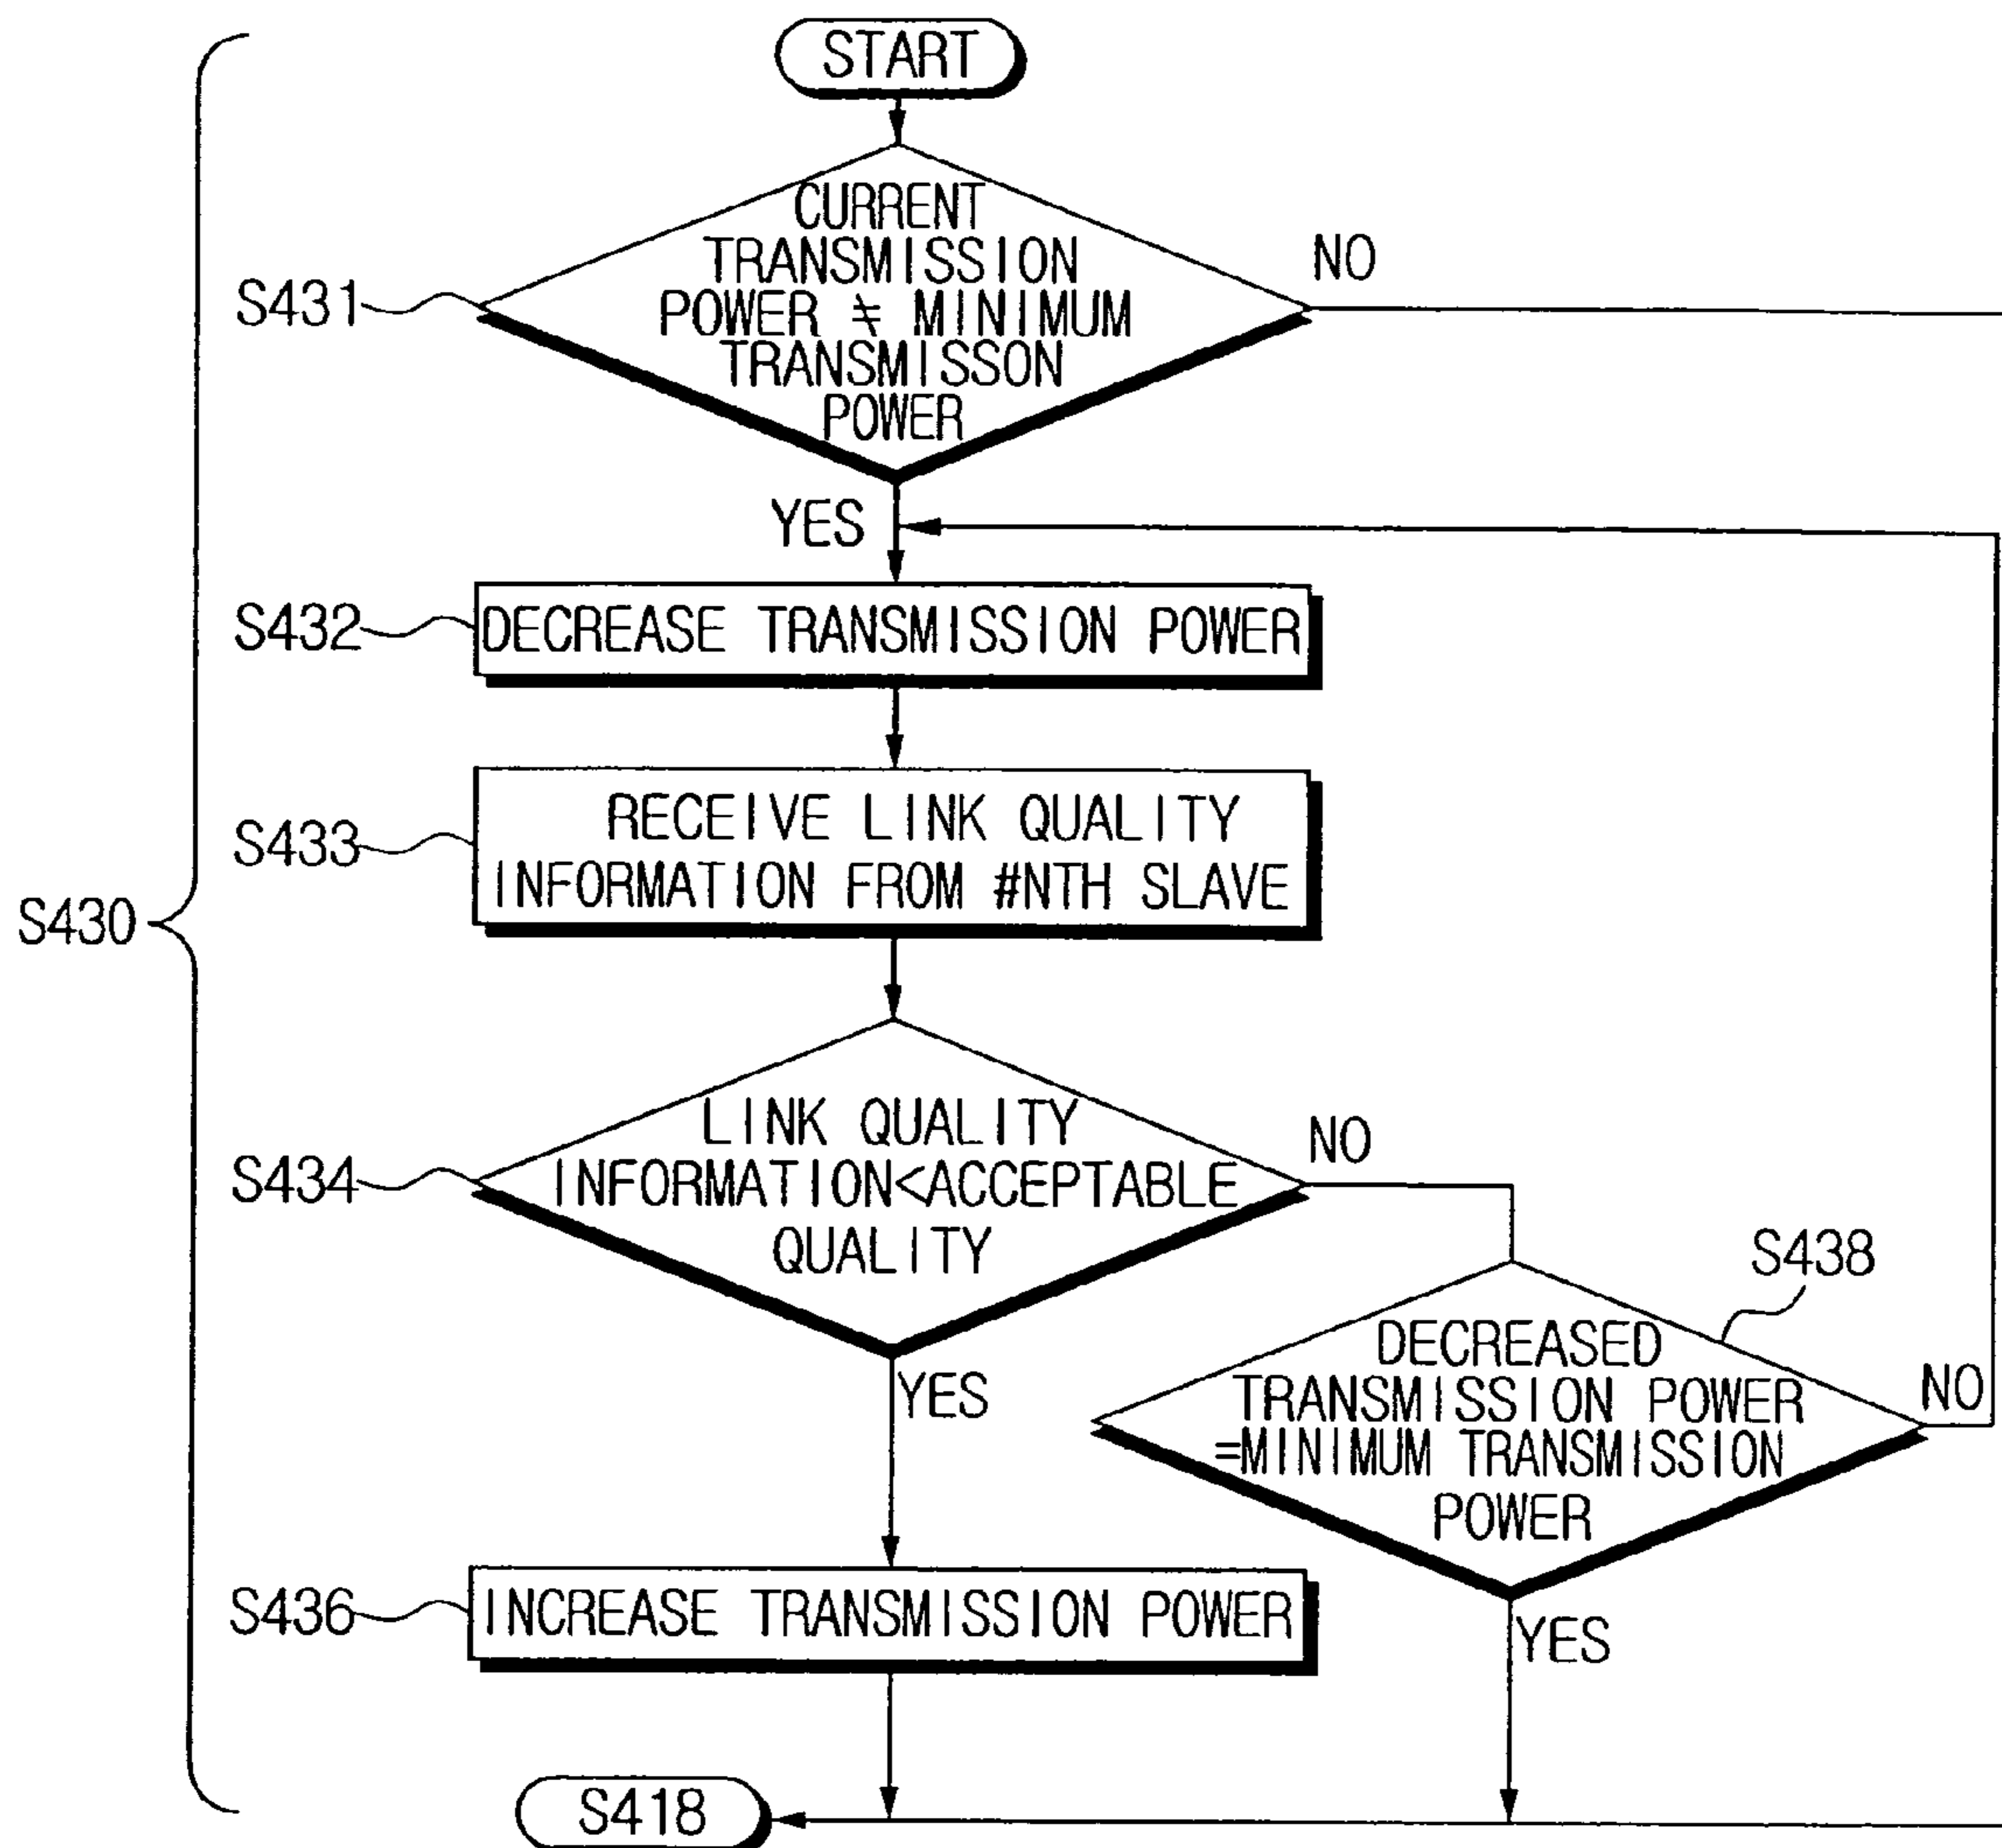 START
CURRENT
TRANSMISSION
POWER ≠ MINIMUM
TRANSMISSON
POWER
NO
S431
YES
S432
DECREASE TRANSMISSION POWER
S433
RECEIVE LINK QUALITY
INFORMATION FROM #NTH SLAVE
S430
S434
LINK QUALITY
INFORMATION<ACCEPTABLE
QUALITY
NO
S438
DECREASED
TRANSMISSION POWER
=MINIMUM TRANSMISSION
POWER
NO
YES
S436
INCREASE TRANSMISSION POWER
YES
S418